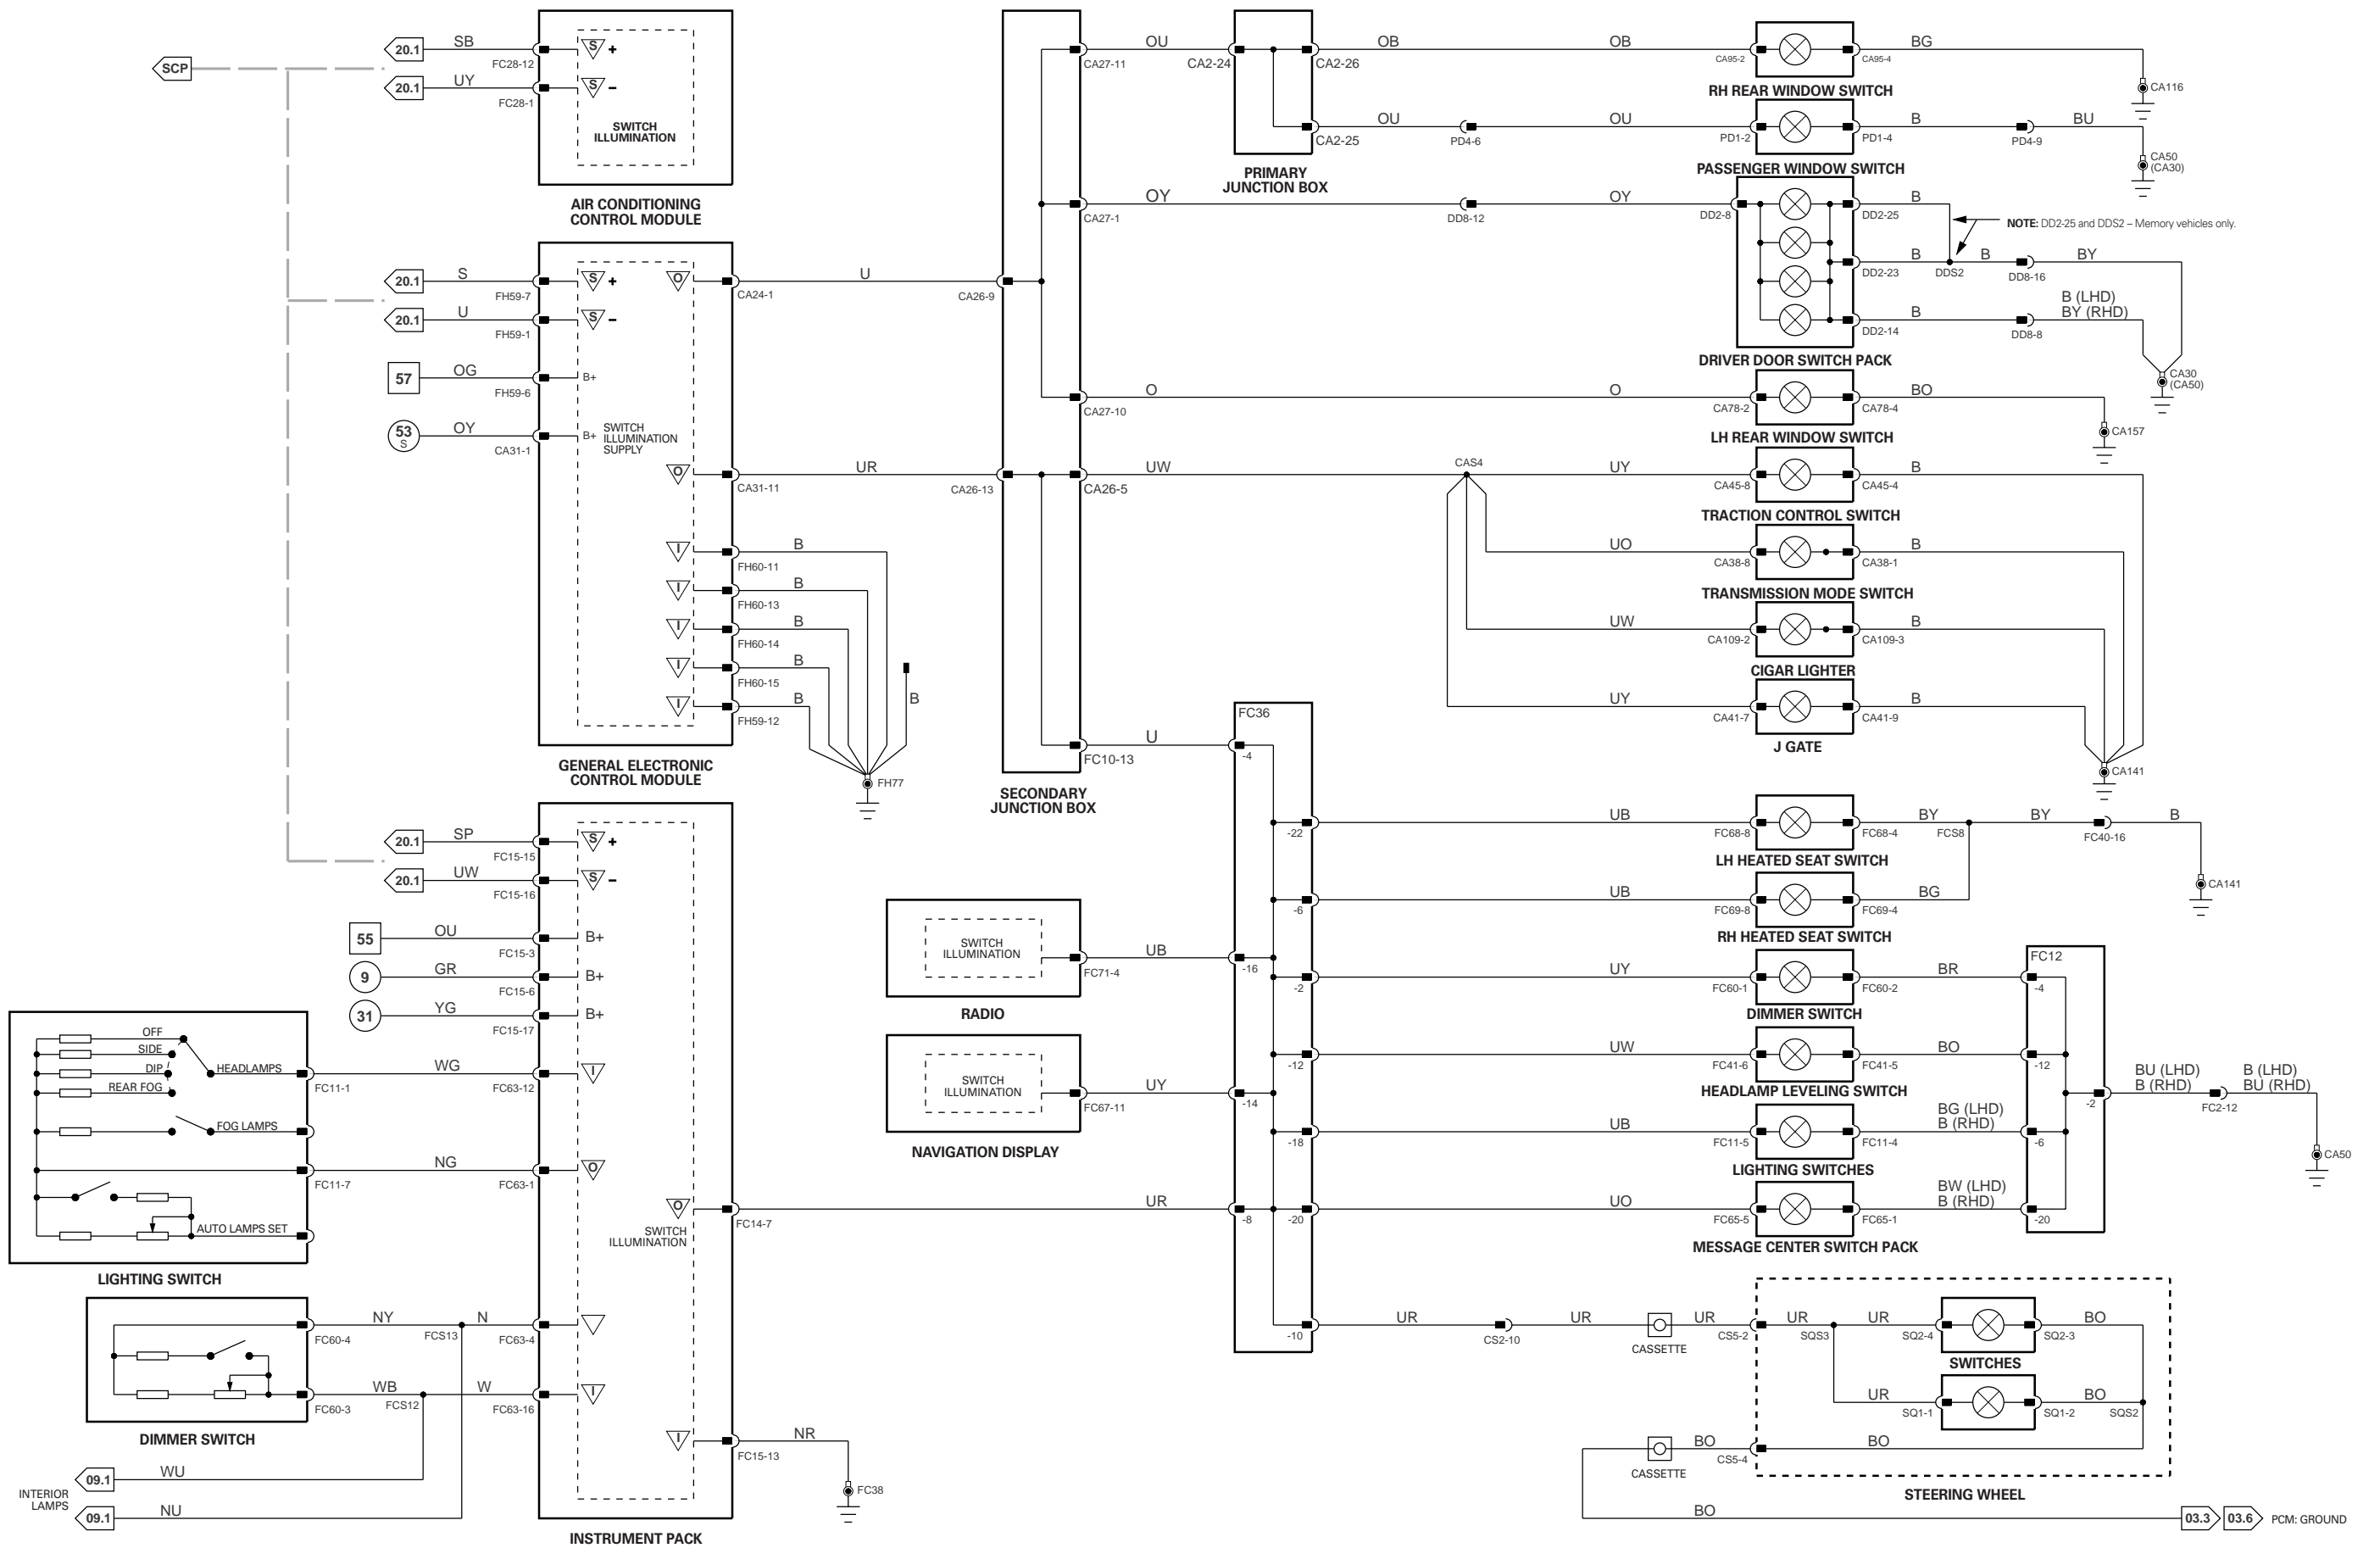 SCP
20.1
SB
FC28-12
S
+
20.1
UY
FC28-1
S
–
SWITCH
ILLUMINATION
AIR CONDITIONING
CONTROL MODULE
20.1
S
FH59-7
S
+
O
CA24-1
U
CA26-9
20.1
U
FH59-1
S
–
57
OG
FH59-6
B+
53
S
OY
CA31-1
B+
SWITCH
ILLUMINATION
SUPPLY
O
CA31-11
UR
CA26-13
I
FH60-11
B
I
FH60-13
B
I
FH60-14
B
I
FH60-15
B
I
FH59-12
B
B
FH77
GENERAL ELECTRONIC
CONTROL MODULE
CA27-11
CA27-1
CA27-10
CA26-5
FC10-13
SECONDARY
JUNCTION BOX
OU
CA2-24
CA2-26
CA2-25
PRIMARY
JUNCTION BOX
OB
OB
CA95-2
CA95-4
BG
CA116
RH REAR WINDOW SWITCH
OU
PD4-6
OU
PD1-2
PD1-4
B
PD4-9
BU
CA50
(CA30)
PASSENGER WINDOW SWITCH
OY
DD8-12
OY
DD2-8
DD2-25
B
NOTE: DD2-25 and DDS2 – Memory vehicles only.
DD2-23
B
DDS2
B
DD8-16
BY
DD2-14
B
DD8-8
B (LHD)
BY (RHD)
CA30
(CA50)
DRIVER DOOR SWITCH PACK
O
O
CA78-2
CA78-4
BO
CA157
LH REAR WINDOW SWITCH
UW
CAS4
UY
CA45-8
CA45-4
B
TRACTION CONTROL SWITCH
UO
CA38-8
CA38-1
B
TRANSMISSION MODE SWITCH
UW
CA109-2
CA109-3
B
CIGAR LIGHTER
UY
CA41-7
CA41-9
B
J GATE
CA141
U
FC36
-4
-22
-6
-16
-2
-12
-14
-18
-8
-20
-10
UB
FC68-8
FC68-4
BY
FCS8
BY
FC40-16
B
CA141
LH HEATED SEAT SWITCH
UB
FC69-8
FC69-4
BG
RH HEATED SEAT SWITCH
SWITCH
ILLUMINATION
FC71-4
UB
RADIO
SWITCH
ILLUMINATION
FC67-11
UY
NAVIGATION DISPLAY
UY
FC60-1
FC60-2
BR
DIMMER SWITCH
UW
FC41-6
FC41-5
BO
HEADLAMP LEVELING SWITCH
UB
FC11-5
FC11-4
BG (LHD)
B (RHD)
LIGHTING SWITCHES
UO
FC65-5
FC65-1
BW (LHD)
B (RHD)
MESSAGE CENTER SWITCH PACK
FC12
-4
-12
-2
-6
-20
BU (LHD)
B (RHD)
FC2-12
B (LHD)
BU (RHD)
CA50
20.1
SP
FC15-15
S
+
20.1
UW
FC15-16
S
–
55
OU
FC15-3
B+
9
GR
FC15-6
B+
31
YG
FC15-17
B+
OFF
SIDE
DIP
REAR FOG
HEADLAMPS
FC11-1
WG
FC63-12
I
FOG LAMPS
FC11-7
NG
FC63-1
O
AUTO LAMPS SET
LIGHTING SWITCH
O
SWITCH
ILLUMINATION
FC14-7
UR
FC60-4
NY
FCS13
N
FC63-4
FC60-3
WB
FCS12
W
FC63-16
I
DIMMER SWITCH
I
FC15-13
NR
FC38
INSTRUMENT PACK
INTERIOR
LAMPS
09.1
WU
09.1
NU
UR
CS2-10
UR
CASSETTE
UR
CS5-2
UR
SQS3
UR
SQ2-4
SQ2-3
BO
SWITCHES
UR
SQ1-1
SQ1-2
BO
SQS2
CASSETTE
BO
CS5-4
BO
STEERING WHEEL
BO
03.3
03.6
PCM: GROUND